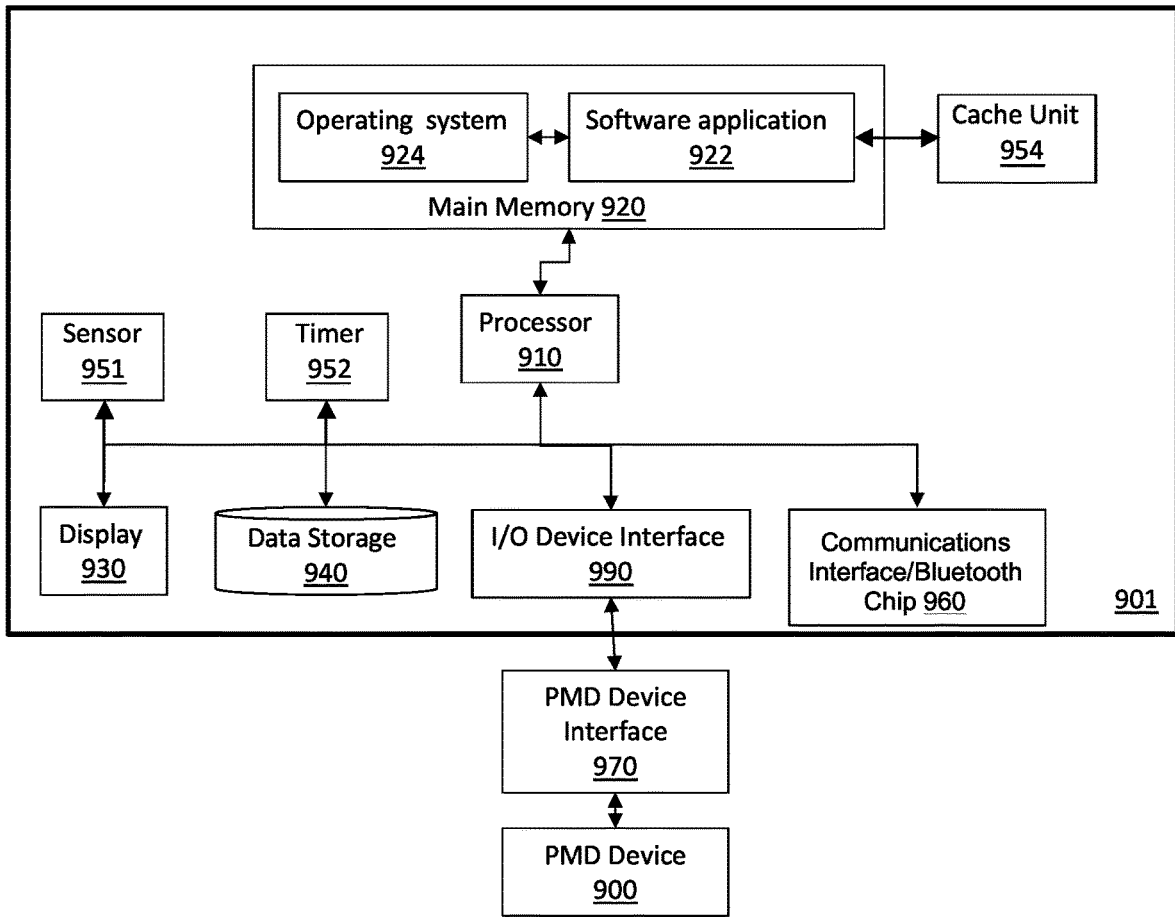 Operating system
924
Software application
922
Cache Unit
954
Main Memory 920
Sensor
951
Timer
952
Processor
910
Display
930
Data Storage
940
I/O Device Interface
990
Communications
Interface/Bluetooth
Chip 960
901
PMD Device
Interface
970
PMD Device
900